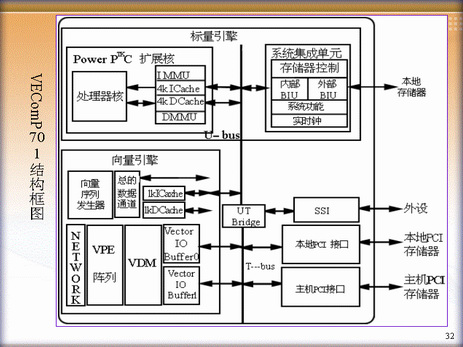 VEComP70
1结构框图
标量引擎
Power PTMC 扩展核
处理器核
I MMU
4k ICache
4k DCache
DMMU
系统集成单元
存储器控制
内部
BIU
外部
BIU
系统功能
实时钟
本地
存储器
U-bus
向量引擎
向量
序列
发生器
总的
数据
通道
1kICashe
1kDCashe
UT
Bridge
SSI
外设
NETWORK
VPE
阵列
VDM
Vector
IO
Buffer0
Vector
IO
Buffer1
本地PCI 接口
本地PCI
存储器
T---bus
主机PCI接口
主机PCI
存储器
32